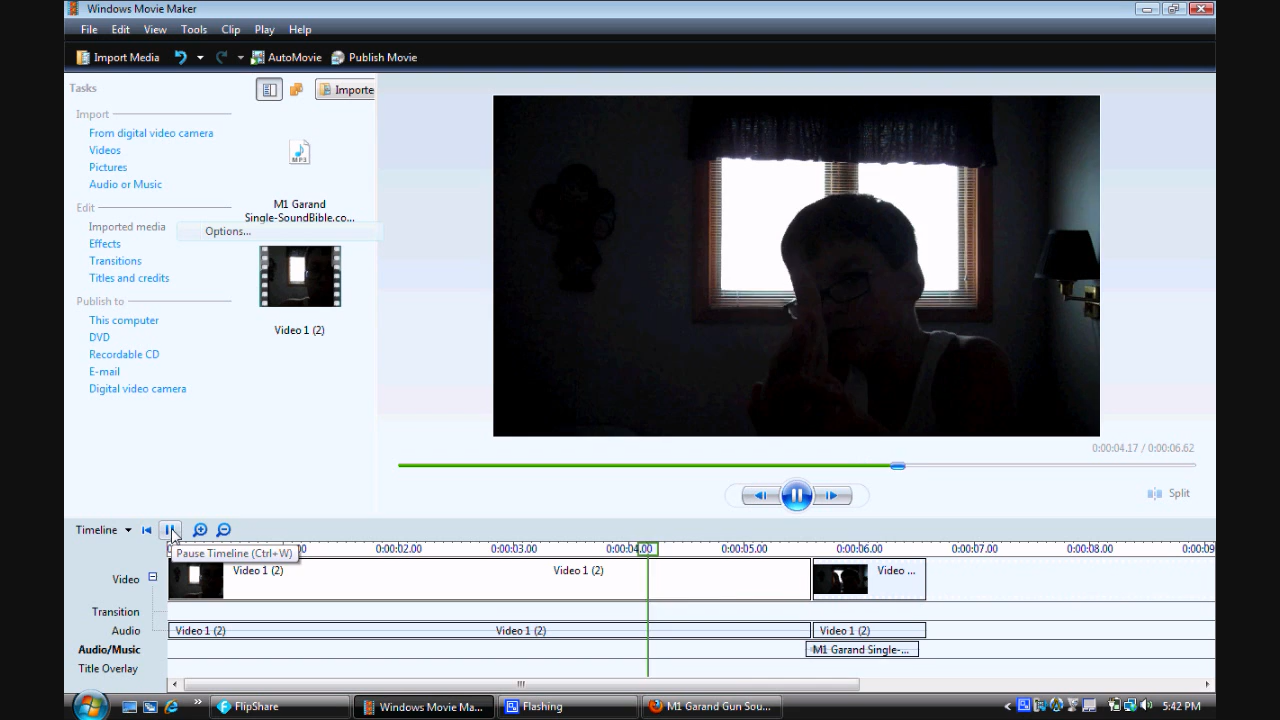 Windows Movie Maker
File Edit View Tools Clip Play Help
Import Media AutoMovie Publish Movie
Tasks
Importe
Import
From digital video camera
Videos
Pictures
Audio or Music
MP3
M1 Garand
Single-SoundBible.co...
Edit
Imported media
Options...
Effects
Transitions
Titles and credits
Publish to
This computer
Video 1 (2)
DVD
Recordable CD
E-mail
Digital video camera
0:00:04.17 / 0:00:06.62
Split
Timeline
Pause Timeline (Ctrl+W)
0:00:02.00 0:00:03.00 0:00:04.00 0:00:05.00 0:00:06.00 0:00:07.00 0:00:08.00 0:00:09
Video Video 1 (2) Video 1 (2) Video ...
Transition
Audio Video 1 (2) Video 1 (2) Video 1 (2)
Audio/Music M1 Garand Single-...
Title Overlay
FlipShare Windows Movie Ma... Flashing M1 Garand Gun Sou... 5:42 PM